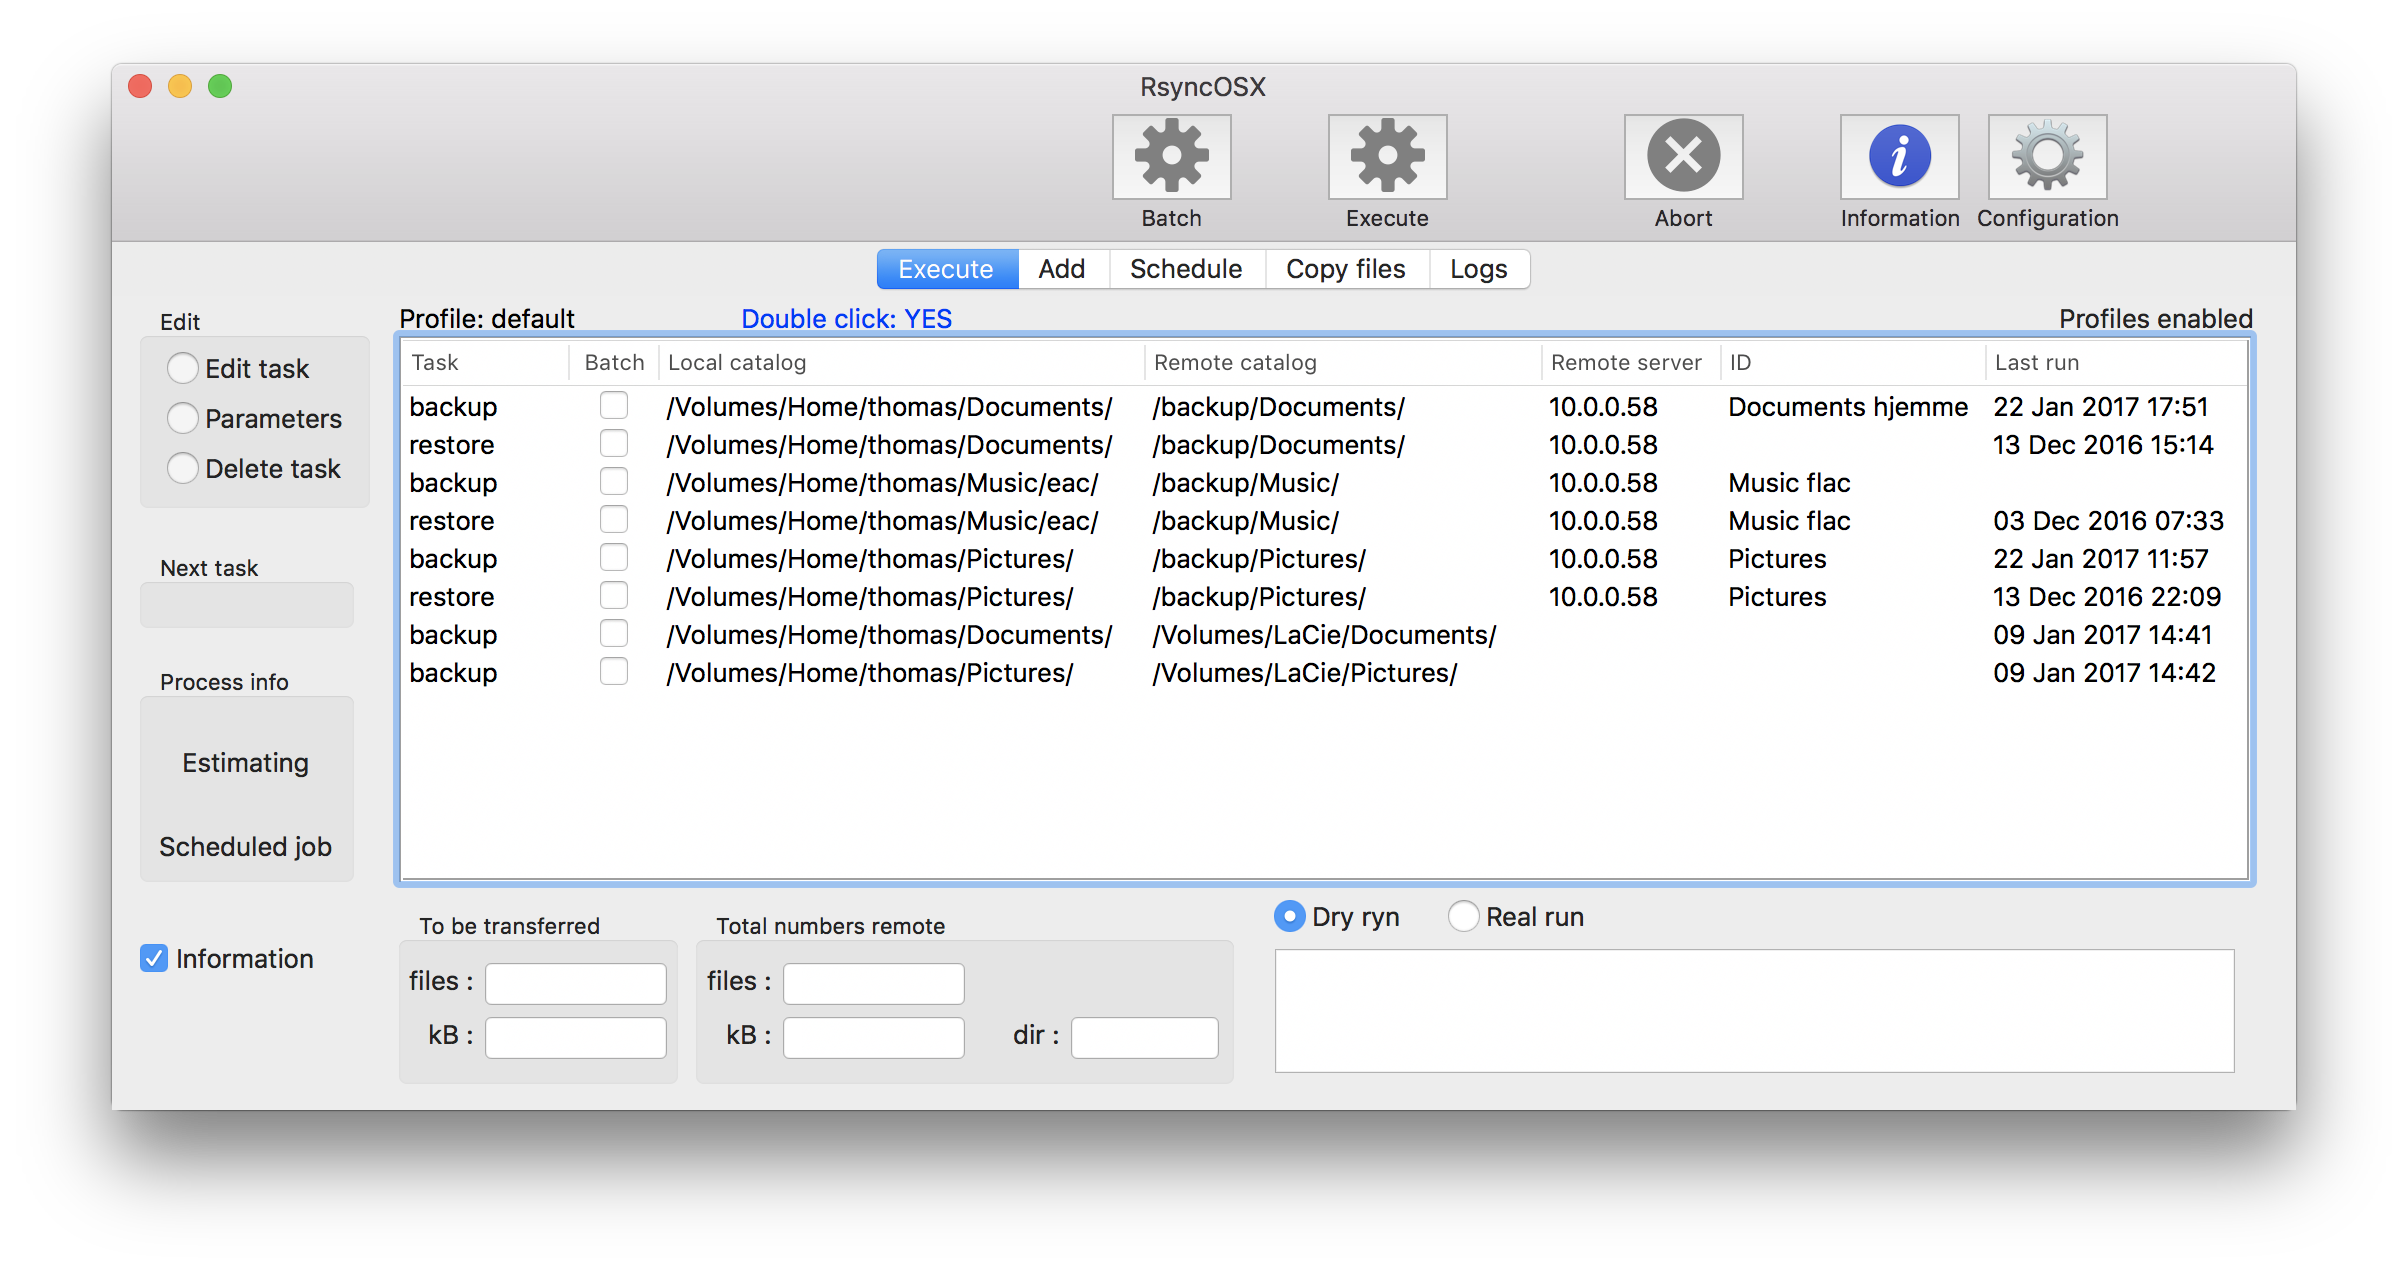 RsyncOSX
Batch Execute Abort Information Configuration
Execute Add Schedule Copy files Logs
Profile: default Double click: YES Profiles enabled
Edit
Edit task
Parameters
Delete task
Next task
Process info
Estimating
Scheduled job
Information
Task Batch Local catalog Remote catalog Remote server ID Last run
backup /Volumes/Home/thomas/Documents/ /backup/Documents/ 10.0.0.58 Documents hjemme 22 Jan 2017 17:51
restore /Volumes/Home/thomas/Documents/ /backup/Documents/ 10.0.0.58 13 Dec 2016 15:14
backup /Volumes/Home/thomas/Music/eac/ /backup/Music/ 10.0.0.58 Music flac
restore /Volumes/Home/thomas/Music/eac/ /backup/Music/ 10.0.0.58 Music flac 03 Dec 2016 07:33
backup /Volumes/Home/thomas/Pictures/ /backup/Pictures/ 10.0.0.58 Pictures 22 Jan 2017 11:57
restore /Volumes/Home/thomas/Pictures/ /backup/Pictures/ 10.0.0.58 Pictures 13 Dec 2016 22:09
backup /Volumes/Home/thomas/Documents/ /Volumes/LaCie/Documents/ 09 Jan 2017 14:41
backup /Volumes/Home/thomas/Pictures/ /Volumes/LaCie/Pictures/ 09 Jan 2017 14:42
To be transferred
files :
kB :
Total numbers remote
files :
kB : dir :
Dry ryn Real run